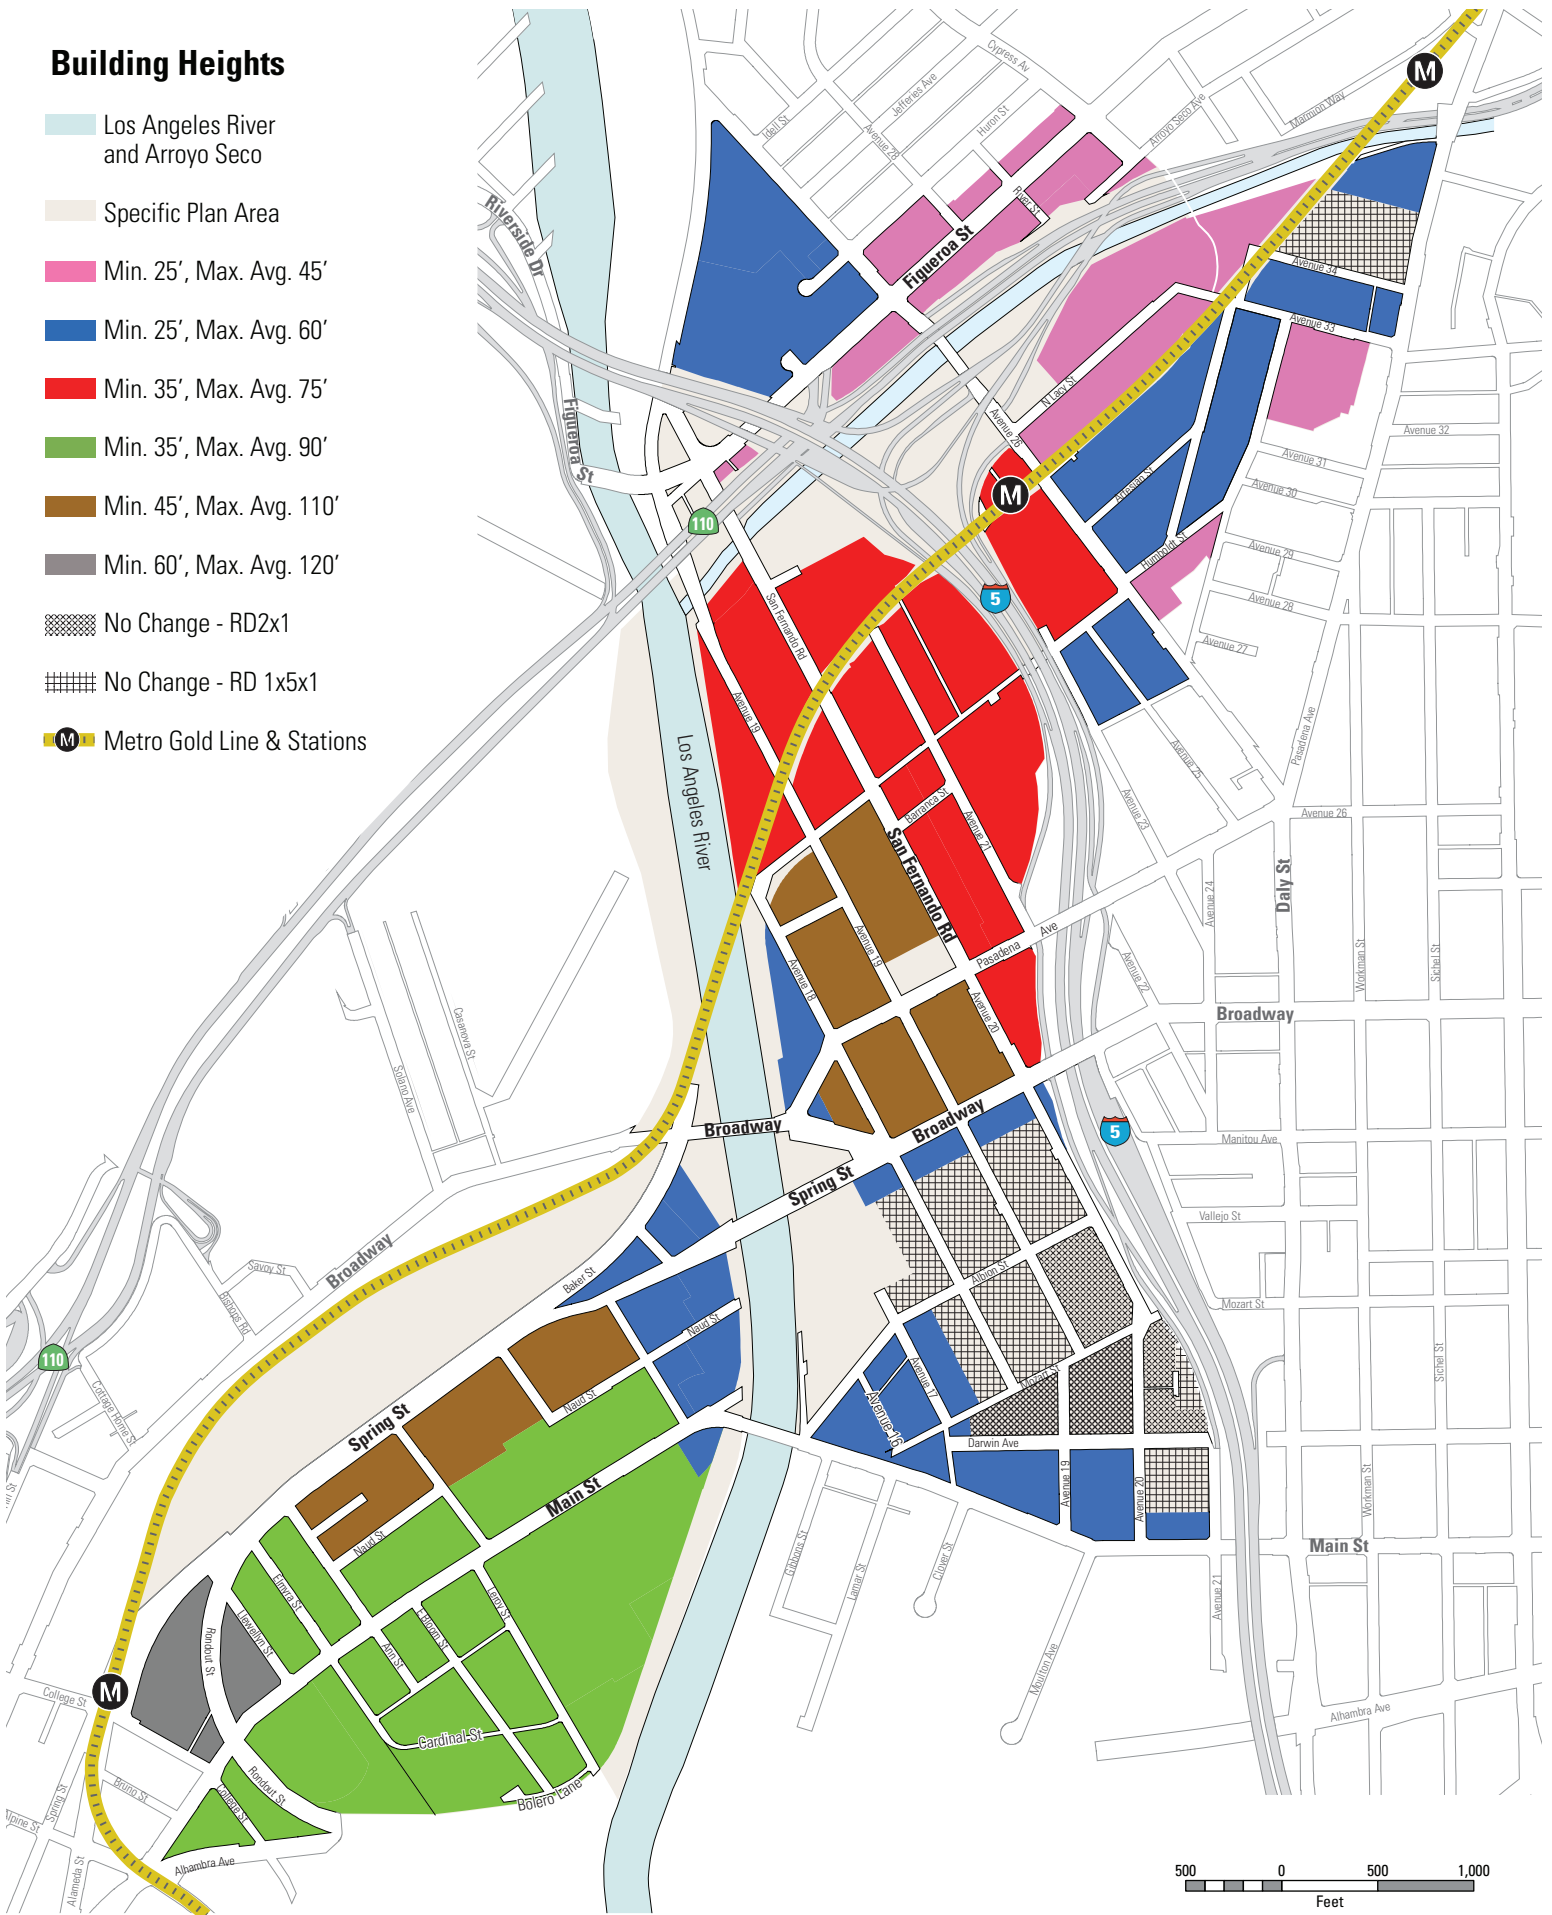 Building Heights
Los Angeles River
and Arroyo Seco
Specific Plan Area
Min. 25′, Max. Avg. 45′
Min. 25′, Max. Avg. 60′
Min. 35′, Max. Avg. 75′
Min. 35′, Max. Avg. 90′
Min. 45′, Max. Avg. 110′
Min. 60′, Max. Avg. 120′
No Change - RD2x1
No Change - RD 1x5x1
M Metro Gold Line & Stations
Cypress Av
M
Jefferies Ave
Marmion Way
Arroyo Seco Ave
Huron St
Idell St
Avenue 28
River St
Riverside Dr
Figueroa St
Avenue 34
Avenue 33
N Lacy St
Figueroa St
Avenue 26
Avenue 32
Avenue 31
Artesian St
Avenue 30
M
110
Humboldt St
Avenue 29
5
Avenue 28
San Fernando Rd
Avenue 27
Avenue 19
Pasadena Ave
Avenue 25
Los Angeles River
Barranca St
Avenue 23
Avenue 26
Avenue 21
San Fernando Rd
Daly St
Avenue 24
Avenue 19
Pasadena Ave
Workman St
Sichel St
Avenue 18
Avenue 22
Avenue 20
Broadway
Casanova St
Solano Ave
Broadway
Broadway
5
Manitou Ave
Spring St
Vallejo St
Broadway
Savoy St
Baker St
Albion St
Bishops Rd
Mozart St
Naud St
110
Sichel St
Avenue 17
Mozart St
Cottage Home St
Naud St
Avenue 16
Spring St
Darwin Ave
Main St
Avenue 19
Avenue 20
Workman St
Naud St
Main St
Gibbons St
Lamar St
Clover St
Avenue 21
Elmyra St
Leroy St
Llewellyn St
E Bloom St
Rondout St
Ann St
Moulton Ave
M
College St
Alhambra Ave
Cardinal St
Rondout St
Bruno St
College St
Bolero Lane
Spring St
Alpine St
Alhambra Ave
Alameda St
500 0 500 1,000
Feet